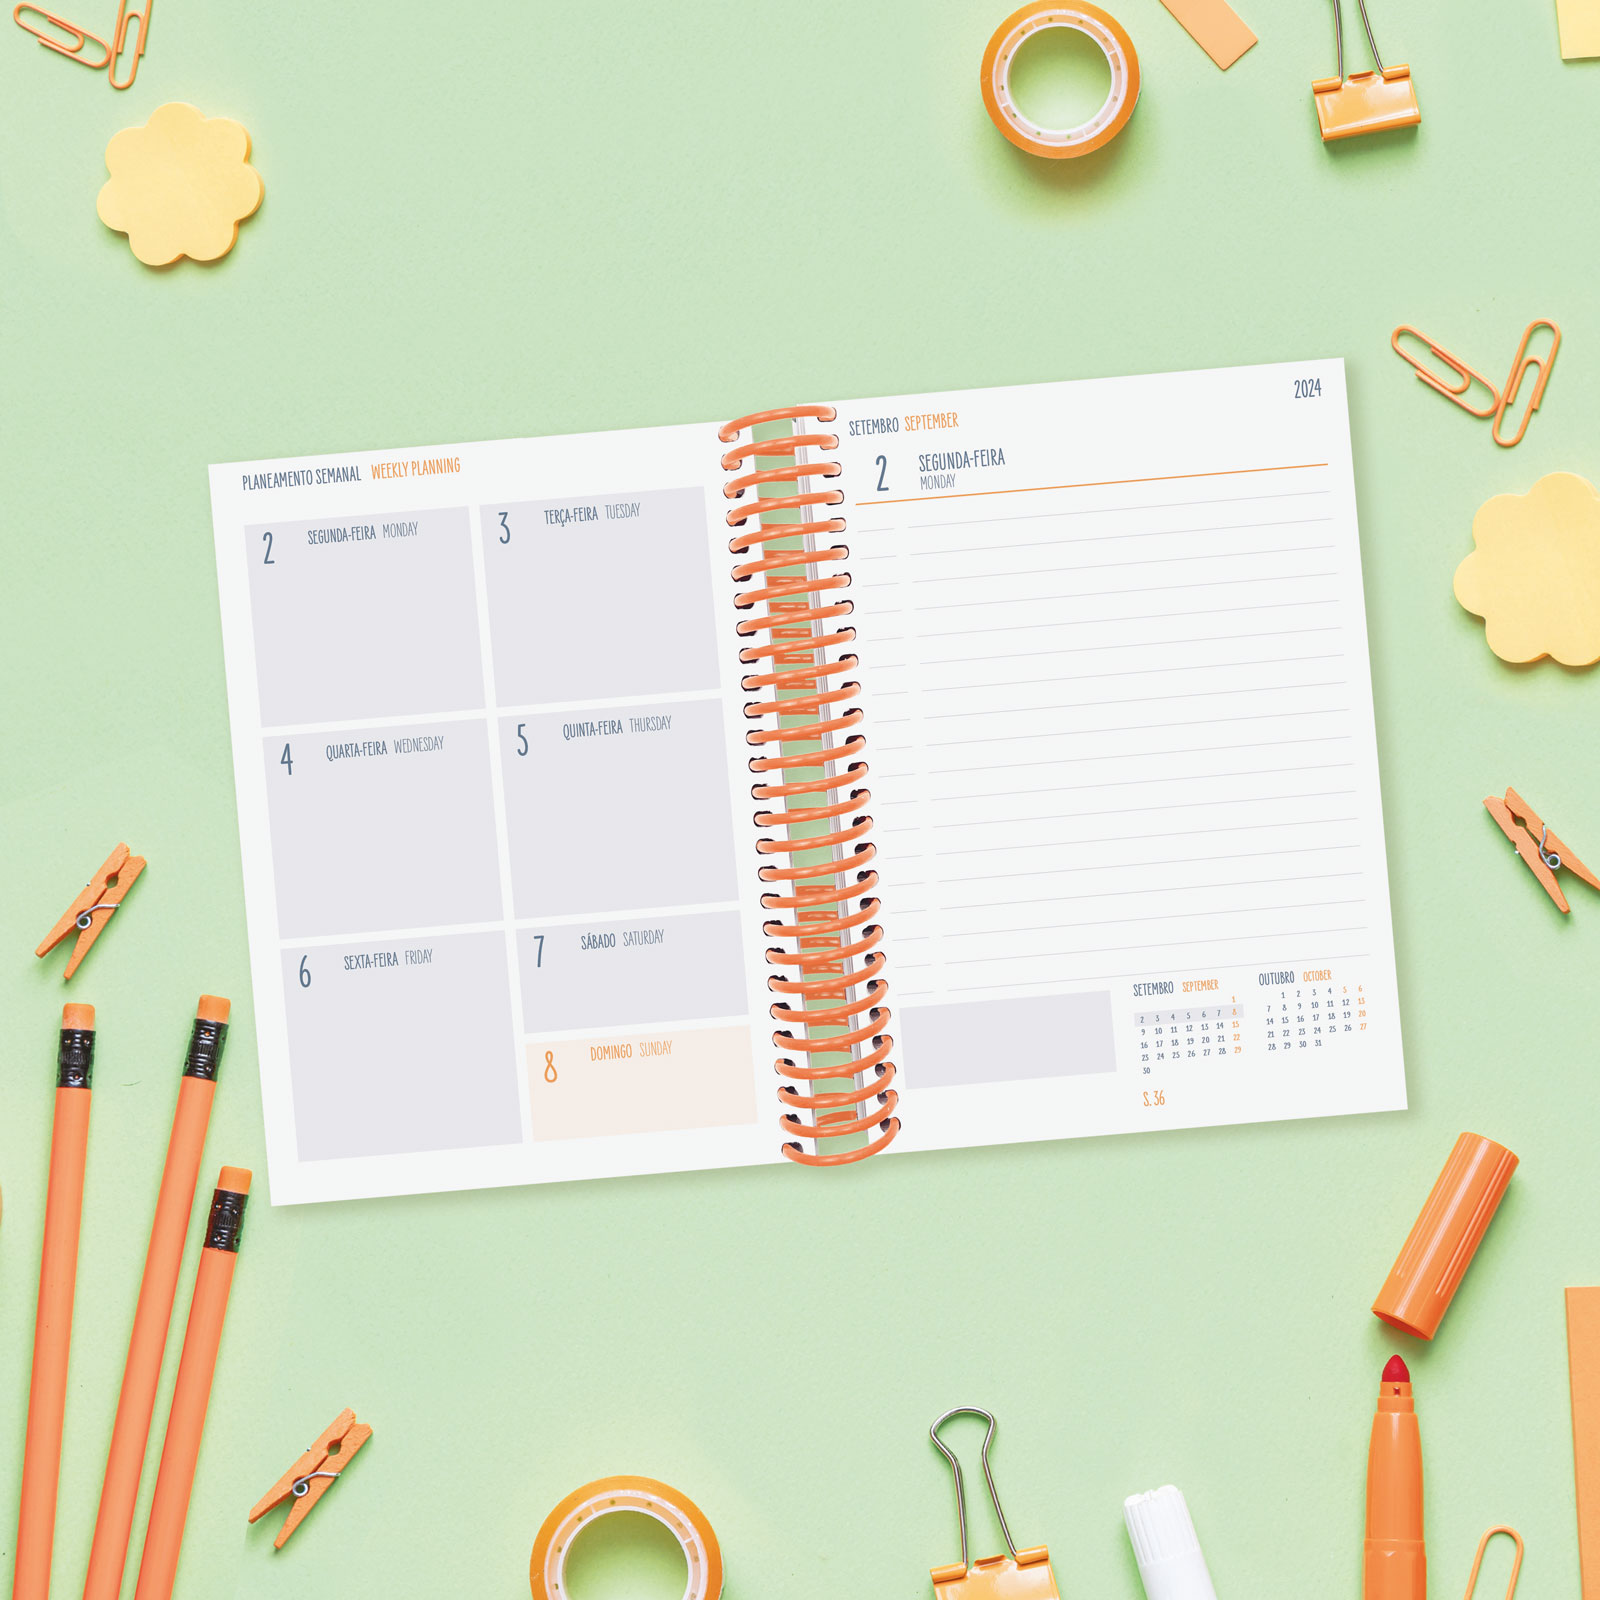 PLANEAMENTO SEMANAL WEEKLY PLANNING
2 SEGUNDA-FEIRA MONDAY
3 TERÇA-FEIRA TUESDAY
4 QUARTA-FEIRA WEDNESDAY
5 QUINTA-FEIRA THURSDAY
6 SEXTA-FEIRA FRIDAY
7 SÁBADO SATURDAY
8 DOMINGO SUNDAY
2024
SETEMBRO SEPTEMBER
2 SEGUNDA-FEIRA
MONDAY
SETEMBRO SEPTEMBER
1
2 3 4 5 6 7 8
9 10 11 12 13 14 15
16 17 18 19 20 21 22
23 24 25 26 27 28 29
30
S. 36
OUTUBRO OCTOBER
1 2 3 4 5 6
7 8 9 10 11 12 13
14 15 16 17 18 19 20
21 22 23 24 25 26 27
28 29 30 31